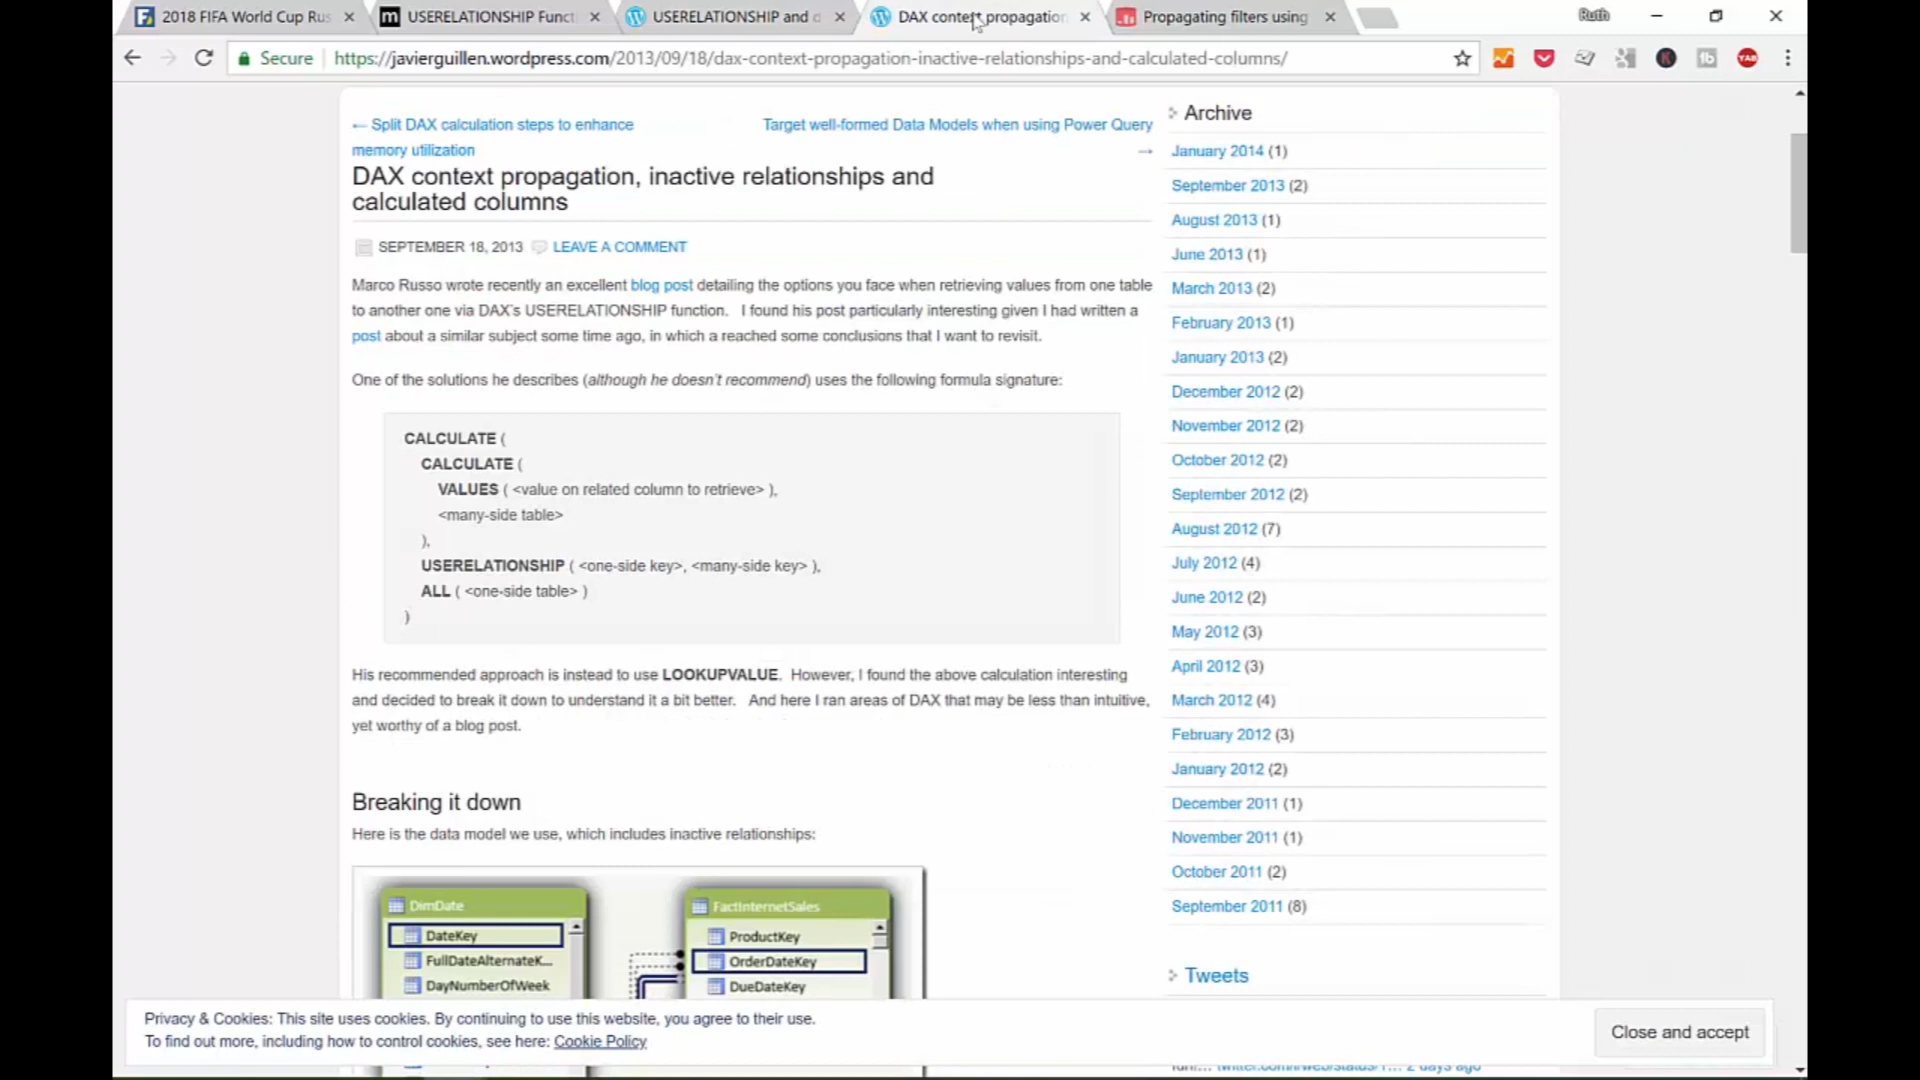 2018 FIFA World Cup Rus
USERELATIONSHIP Funct
USERELATIONSHIP and d
DAX context propagation
Propagating filters using
Ruth
Secure
https://javierguillen.wordpress.com/2013/09/18/dax-context-propagation-inactive-relationships-and-calculated-columns/
← Split DAX calculation steps to enhance
memory utilization
Target well-formed Data Models when using Power Query
→
DAX context propagation, inactive relationships and
calculated columns
SEPTEMBER 18, 2013 LEAVE A COMMENT
Marco Russo wrote recently an excellent blog post detailing the options you face when retrieving values from one table
to another one via DAX's USERELATIONSHIP function. I found his post particularly interesting given I had written a
post about a similar subject some time ago, in which a reached some conclusions that I want to revisit.
One of the solutions he describes (although he doesn't recommend) uses the following formula signature:
CALCULATE (
CALCULATE (
VALUES ( <value on related column to retrieve> ),
<many-side table>
),
USERELATIONSHIP ( <one-side key>, <many-side key> ),
ALL ( <one-side table> )
)
His recommended approach is instead to use LOOKUPVALUE. However, I found the above calculation interesting
and decided to break it down to understand it a bit better. And here I ran areas of DAX that may be less than intuitive,
yet worthy of a blog post.
Breaking it down
Here is the data model we use, which includes inactive relationships:
DimDate
DateKey
FullDateAlternateK...
DayNumberOfWeek
FactInternetSales
ProductKey
OrderDateKey
DueDateKey
Archive
January 2014 (1)
September 2013 (2)
August 2013 (1)
June 2013 (1)
March 2013 (2)
February 2013 (1)
January 2013 (2)
December 2012 (2)
November 2012 (2)
October 2012 (2)
September 2012 (2)
August 2012 (7)
July 2012 (4)
June 2012 (2)
May 2012 (3)
April 2012 (3)
March 2012 (4)
February 2012 (3)
January 2012 (2)
December 2011 (1)
November 2011 (1)
October 2011 (2)
September 2011 (8)
Tweets
Privacy & Cookies: This site uses cookies. By continuing to use this website, you agree to their use.
To find out more, including how to control cookies, see here: Cookie Policy
Close and accept
2 days ago